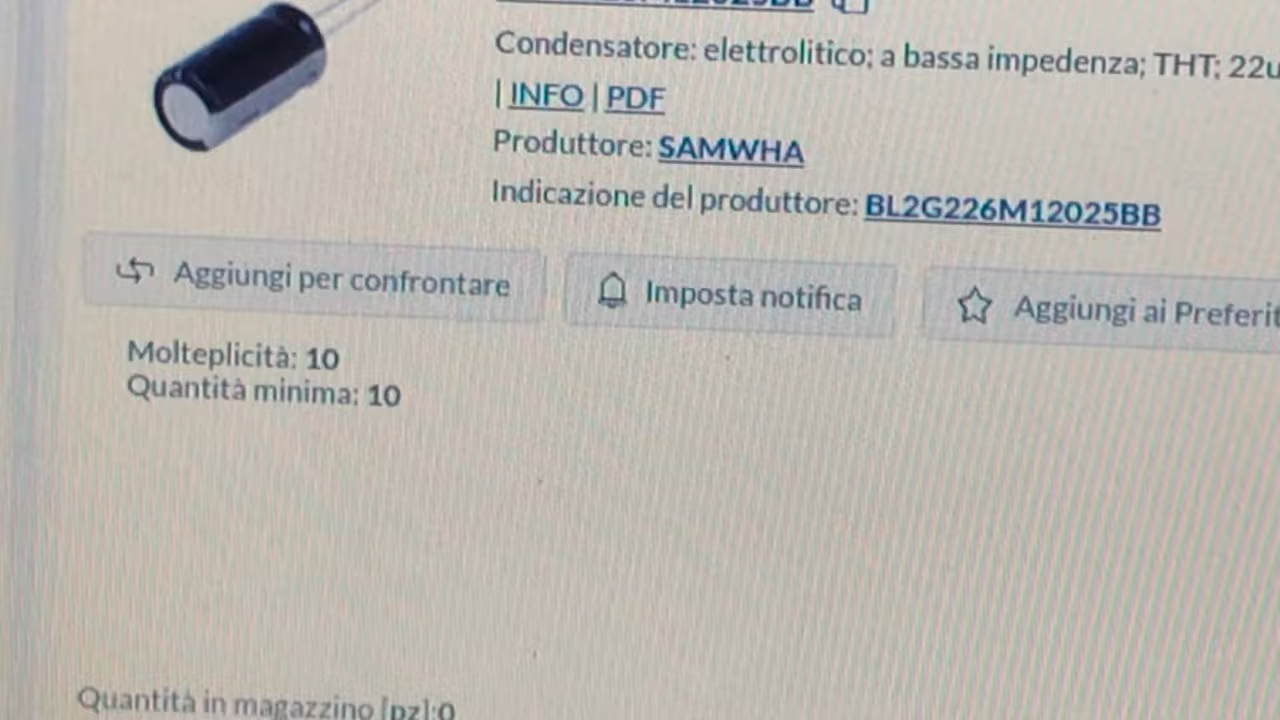 Condensatore: elettrolitico; a bassa impedenza; THT; 22u
| INFO | PDF
Produttore: SAMWHA
Indicazione del produttore: BL2G226M12025BB
Aggiungi per confrontare
Imposta notifica
Aggiungi ai Preferit
Molteplicità: 10
Quantità minima: 10
Quantità in magazzino [pz]:0